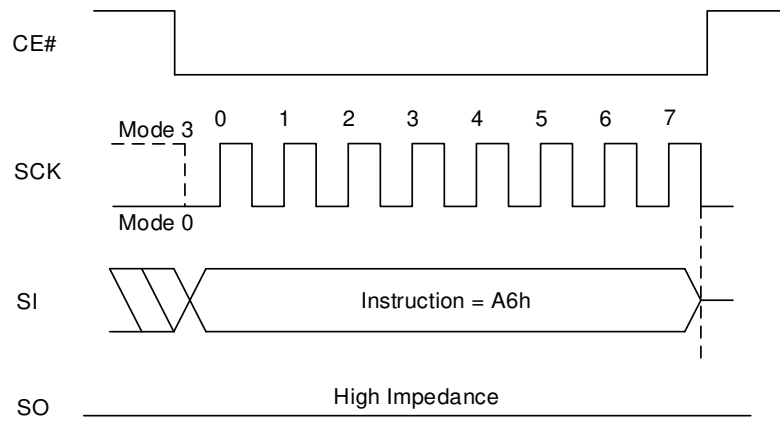 CE#
Mode 3
0 1 2 3 4 5 6 7
SCK
Mode 0
SI
Instruction = A6h
High Impedance
SO